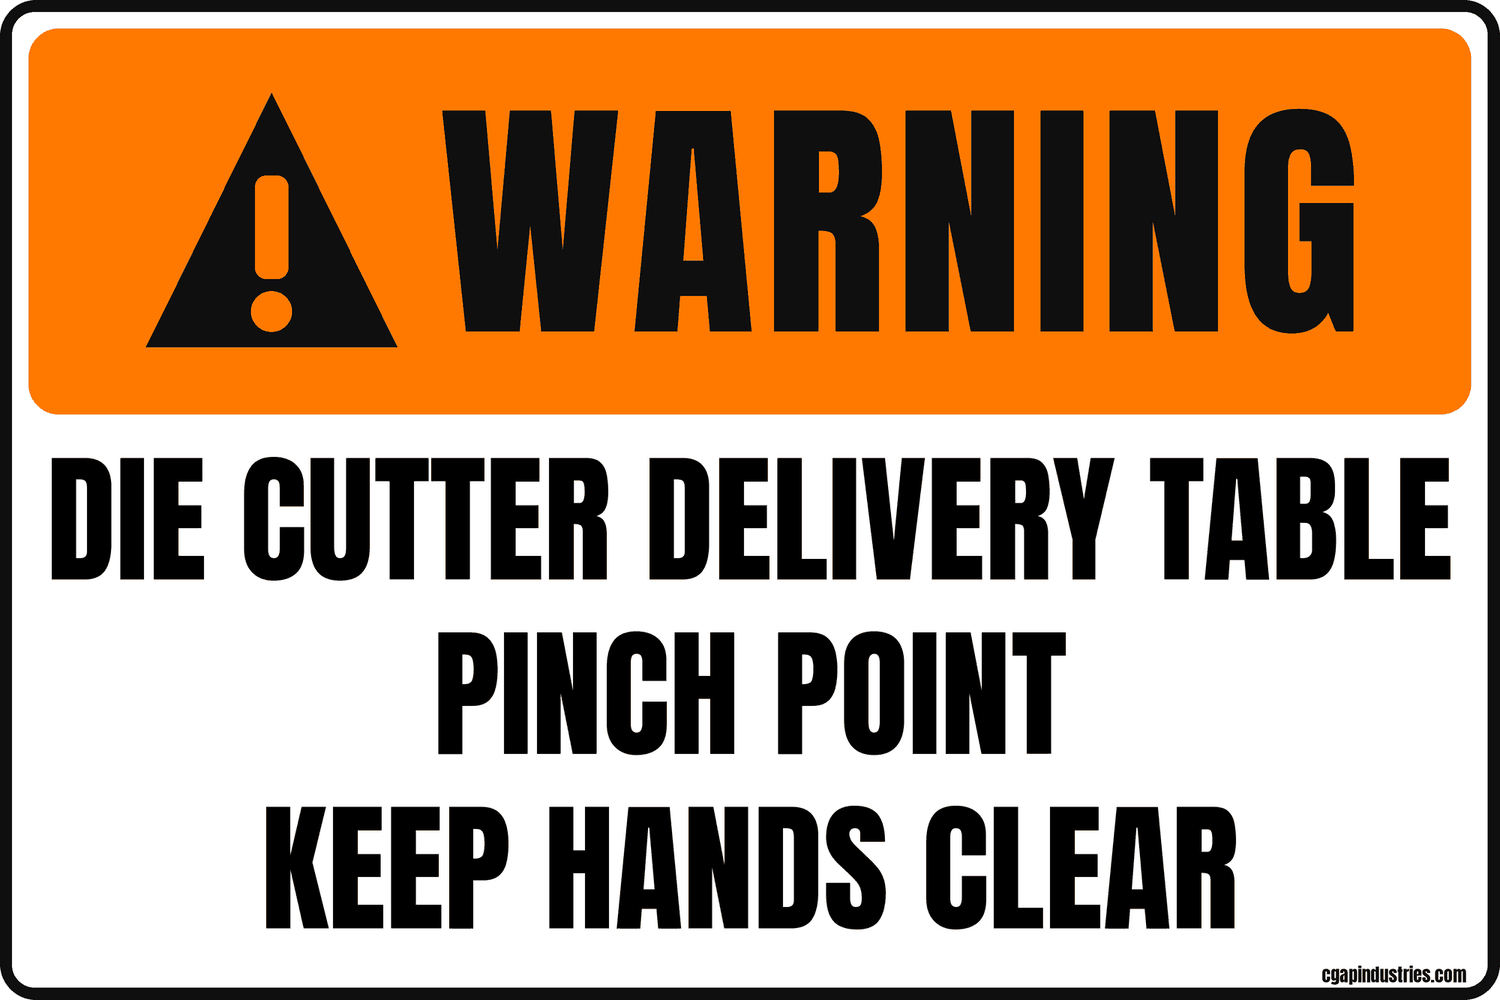 WARNING
DIE CUTTER DELIVERY TABLE
PINCH POINT
KEEP HANDS CLEAR
cgapindustries.com